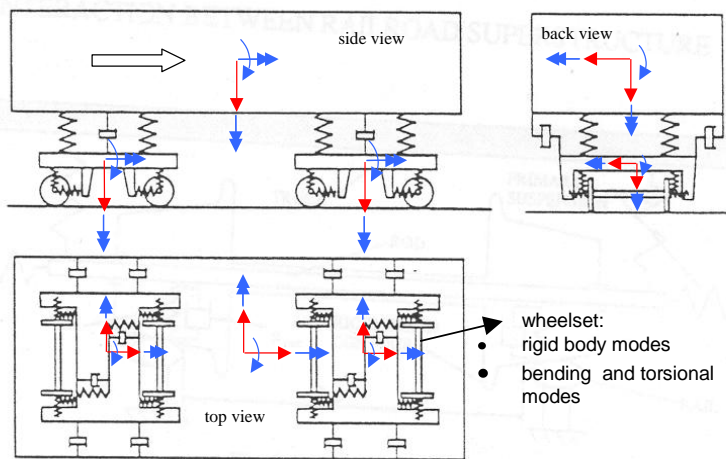 side view
back view
top view
wheelset:
• rigid body modes
• bending and torsional
modes